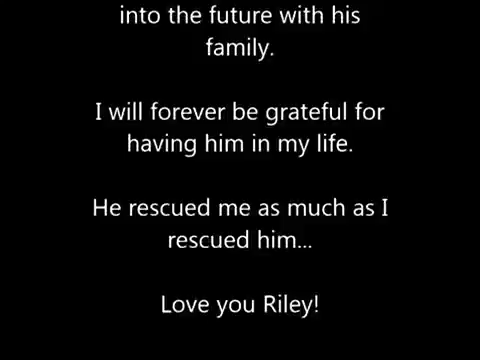 into the future with his
family.
I will forever be grateful for
having him in my life.
He rescued me as much as I
rescued him...
Love you Riley!